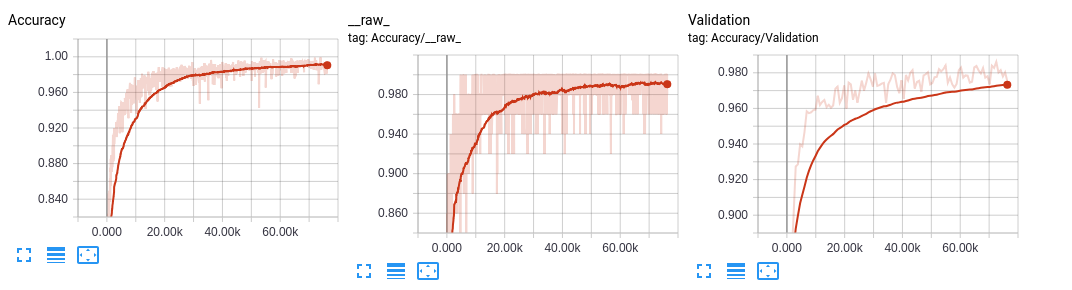 Accuracy
1.00
0.960
0.920
0.880
0.840
0.000 20.00k 40.00k 60.00k
__raw_
tag: Accuracy/__raw_
0.980
0.940
0.900
0.860
0.000 20.00k 40.00k 60.00k
Validation
tag: Accuracy/Validation
0.980
0.960
0.940
0.920
0.900
0.000 20.00k 40.00k 60.00k